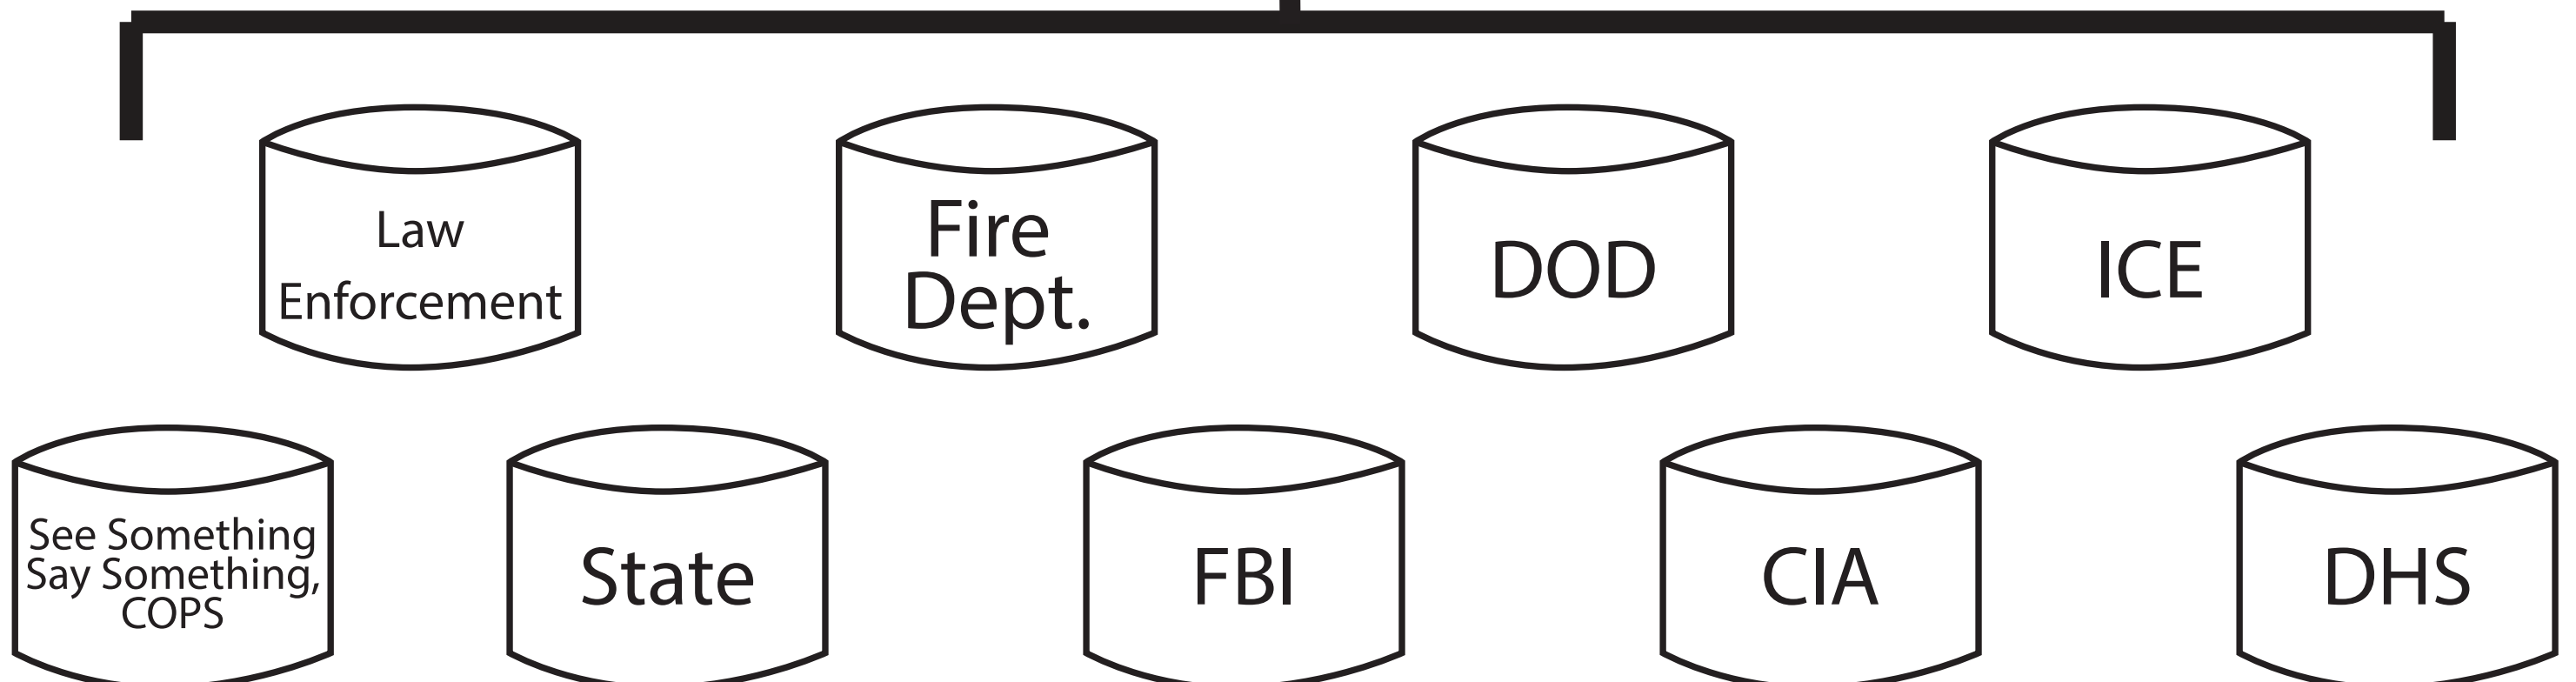 Law
Enforcement
Fire
Dept.
DOD
ICE
See Something
Say Something,
COPS
State
FBI
CIA
DHS